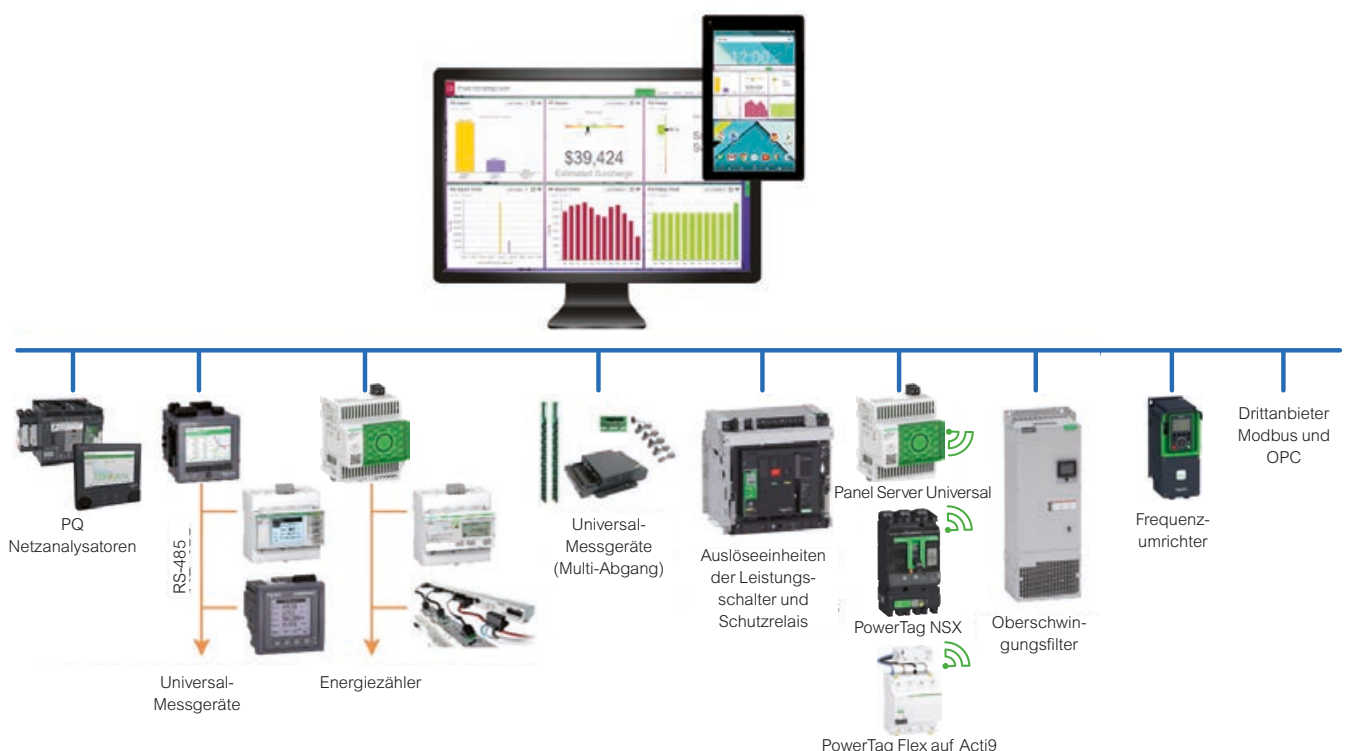 $39,424
Estimated Surcharge
12:00
PQ
Netzanalysatoren
RS-485
Universal-
Messgeräte
Energiezähler
Universal-
Messgeräte
(Multi-Abgang)
Auslöseeinheiten
der Leistungs-
schalter und
Schutzrelais
Panel Server Universal
PowerTag NSX
PowerTag Flex auf Acti9
Oberschwin-
gungsfilter
Frequenz-
umrichter
Drittanbieter
Modbus und
OPC